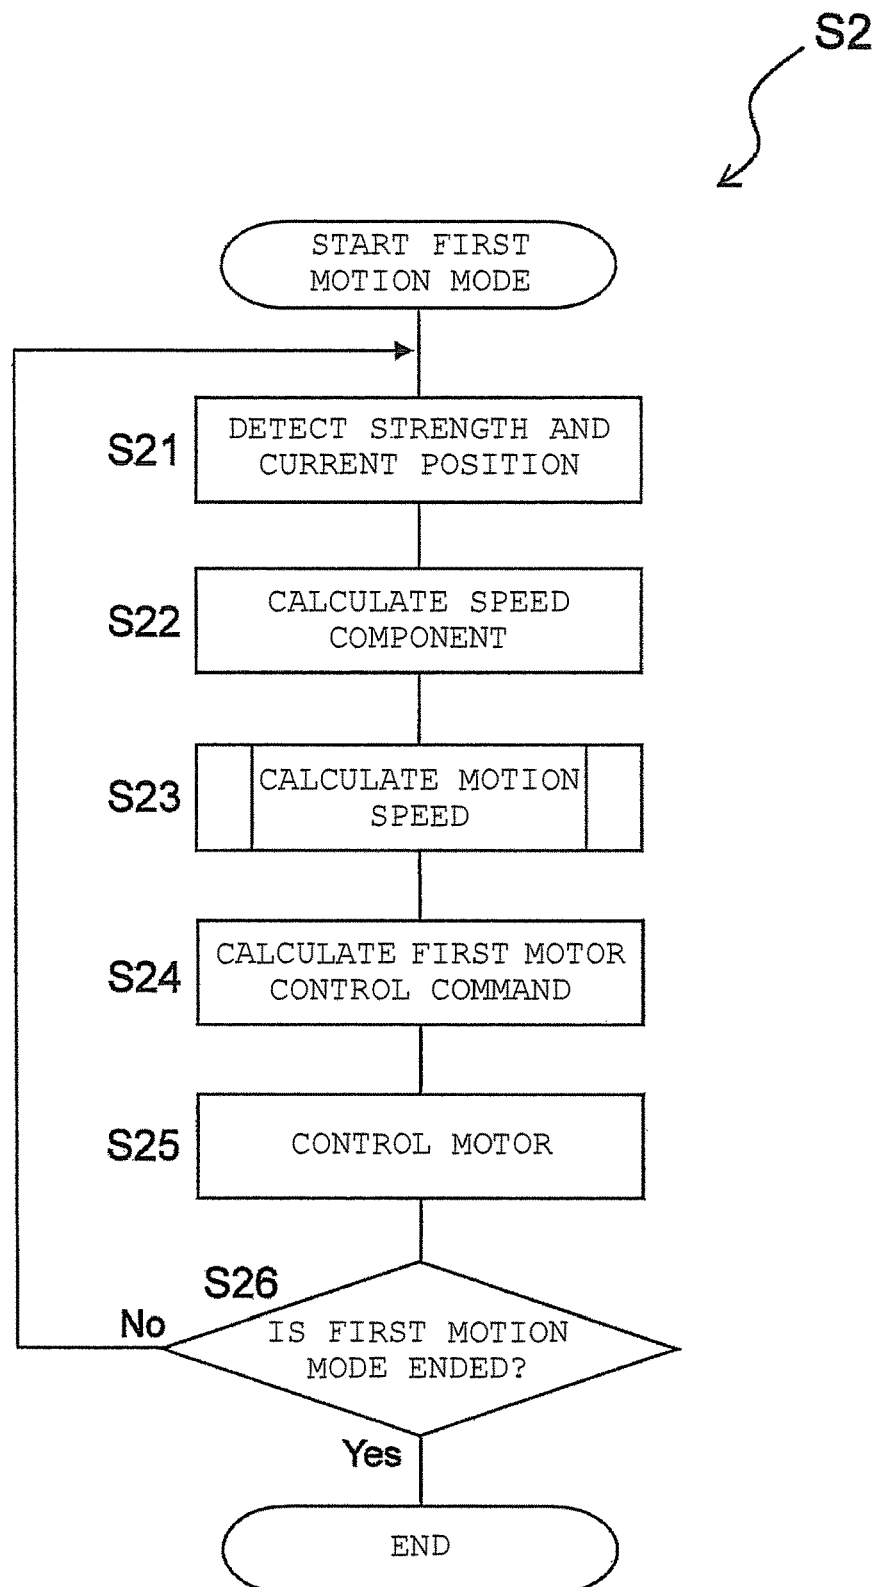 S2
START FIRST
MOTION MODE
S21
DETECT STRENGTH AND
CURRENT POSITION
S22
CALCULATE SPEED
COMPONENT
S23
CALCULATE MOTION
SPEED
S24
CALCULATE FIRST MOTOR
CONTROL COMMAND
S25
CONTROL MOTOR
S26
No
IS FIRST MOTION
MODE ENDED?
Yes
END